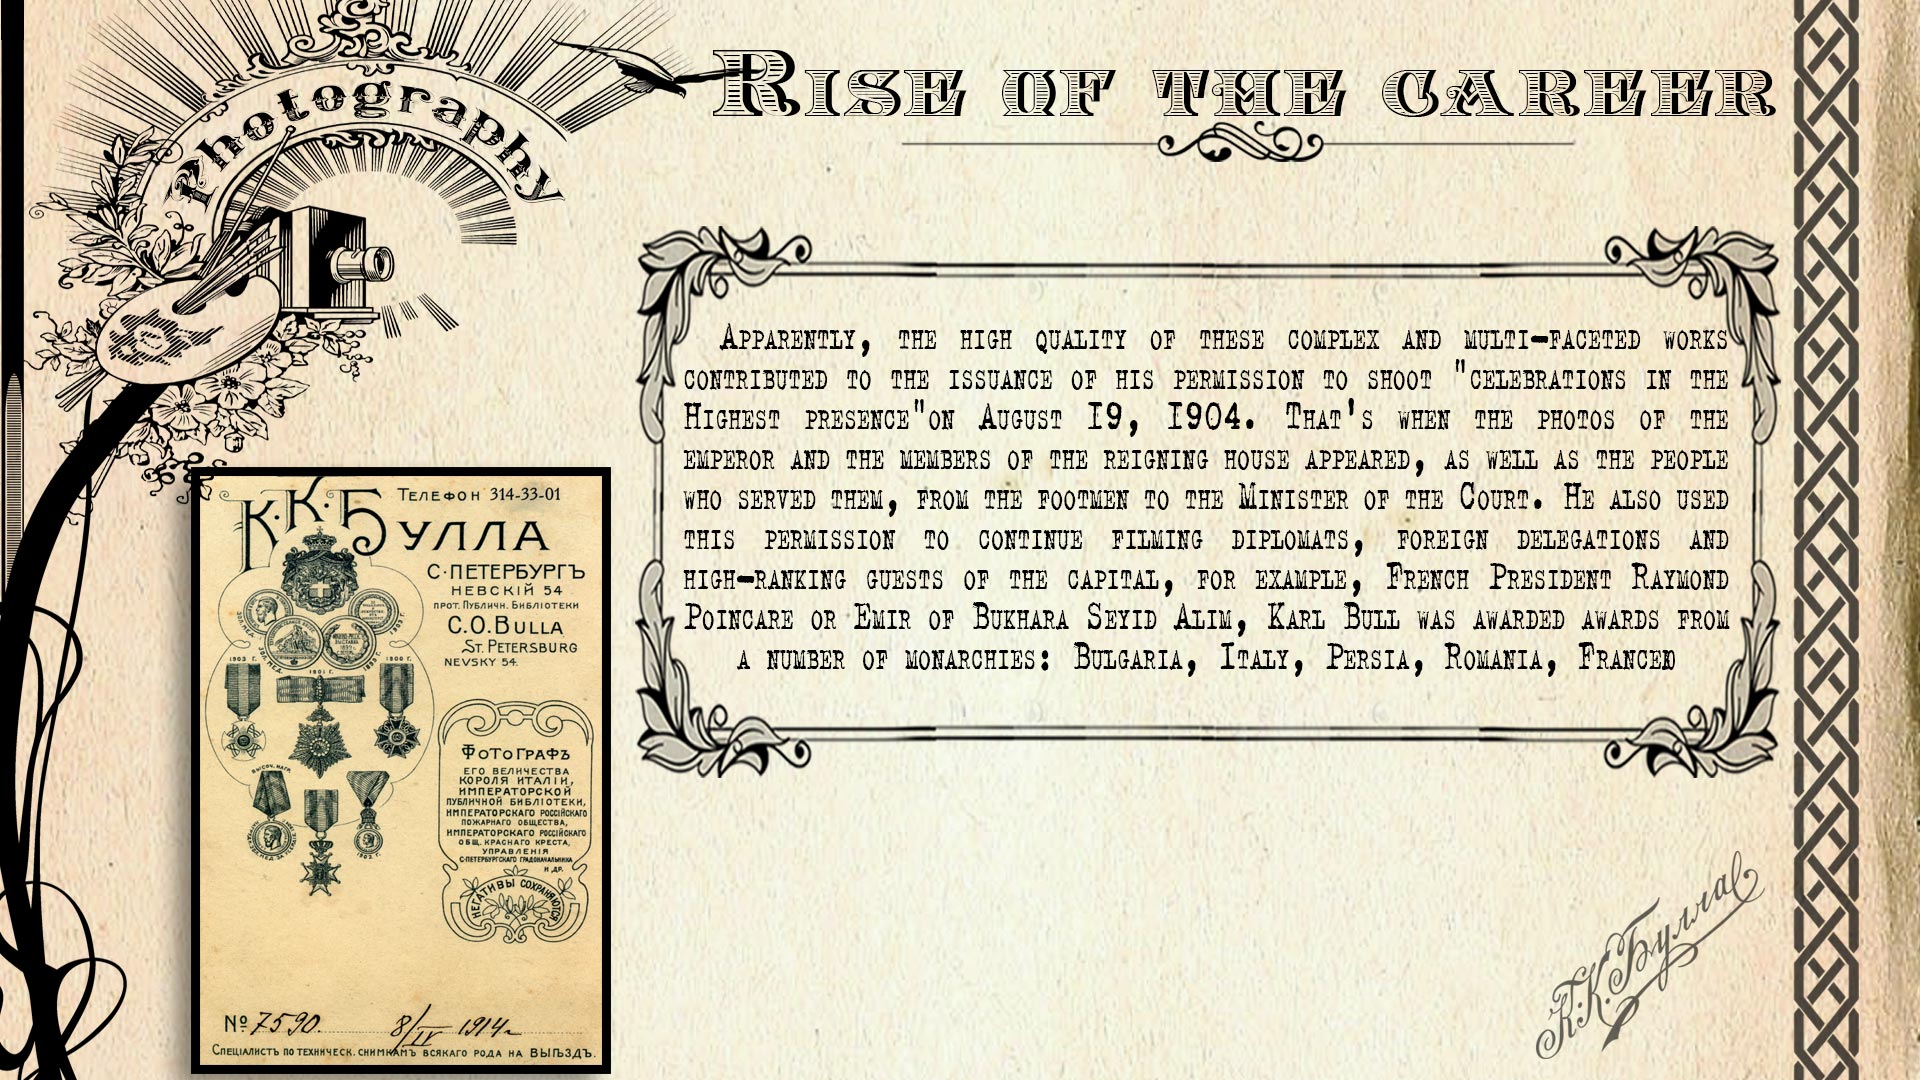 Photography
Rise of the career
Apparently, the high quality of these complex and multi-faceted works
contributed to the issuance of his permission to shoot "celebrations in the
Highest presence"on August 19, 1904. That's when the photos of the
emperor and the members of the reigning house appeared, as well as the people
who served them, from the footmen to the Minister of the Court. He also used
this permission to continue filming diplomats, foreign delegations and
high-ranking guests of the capital, for example, French President Raymond
Poincare or Emir of Bukhara Seyid Alim, Karl Bull was awarded awards from
a number of monarchies: Bulgaria, Italy, Persia, Romania, France
Телефон 314-33-01
К.К.Булла
С·Петербургъ
Невскій 54
прот. Публичн. Библіотеки
C.O.Bulla
St. Petersburg
Nevsky 54.
1903 г.
1901 г.
1900 г.
1902 г.
Фотографъ
его величества
короля Италіи,
императорской
публичной библіотеки,
императорскаго россійскаго
пожарнаго общества,
императорскаго россійскаго
общ. краснаго креста,
управленія
с-петербургскаго градоначальника
и др.
Негативы сохраняются
№ 7590. 8/IV 1914 г
Спеціалистъ по техническ. снимкамъ всякаго рода на выѣздъ.
К.К.Булла